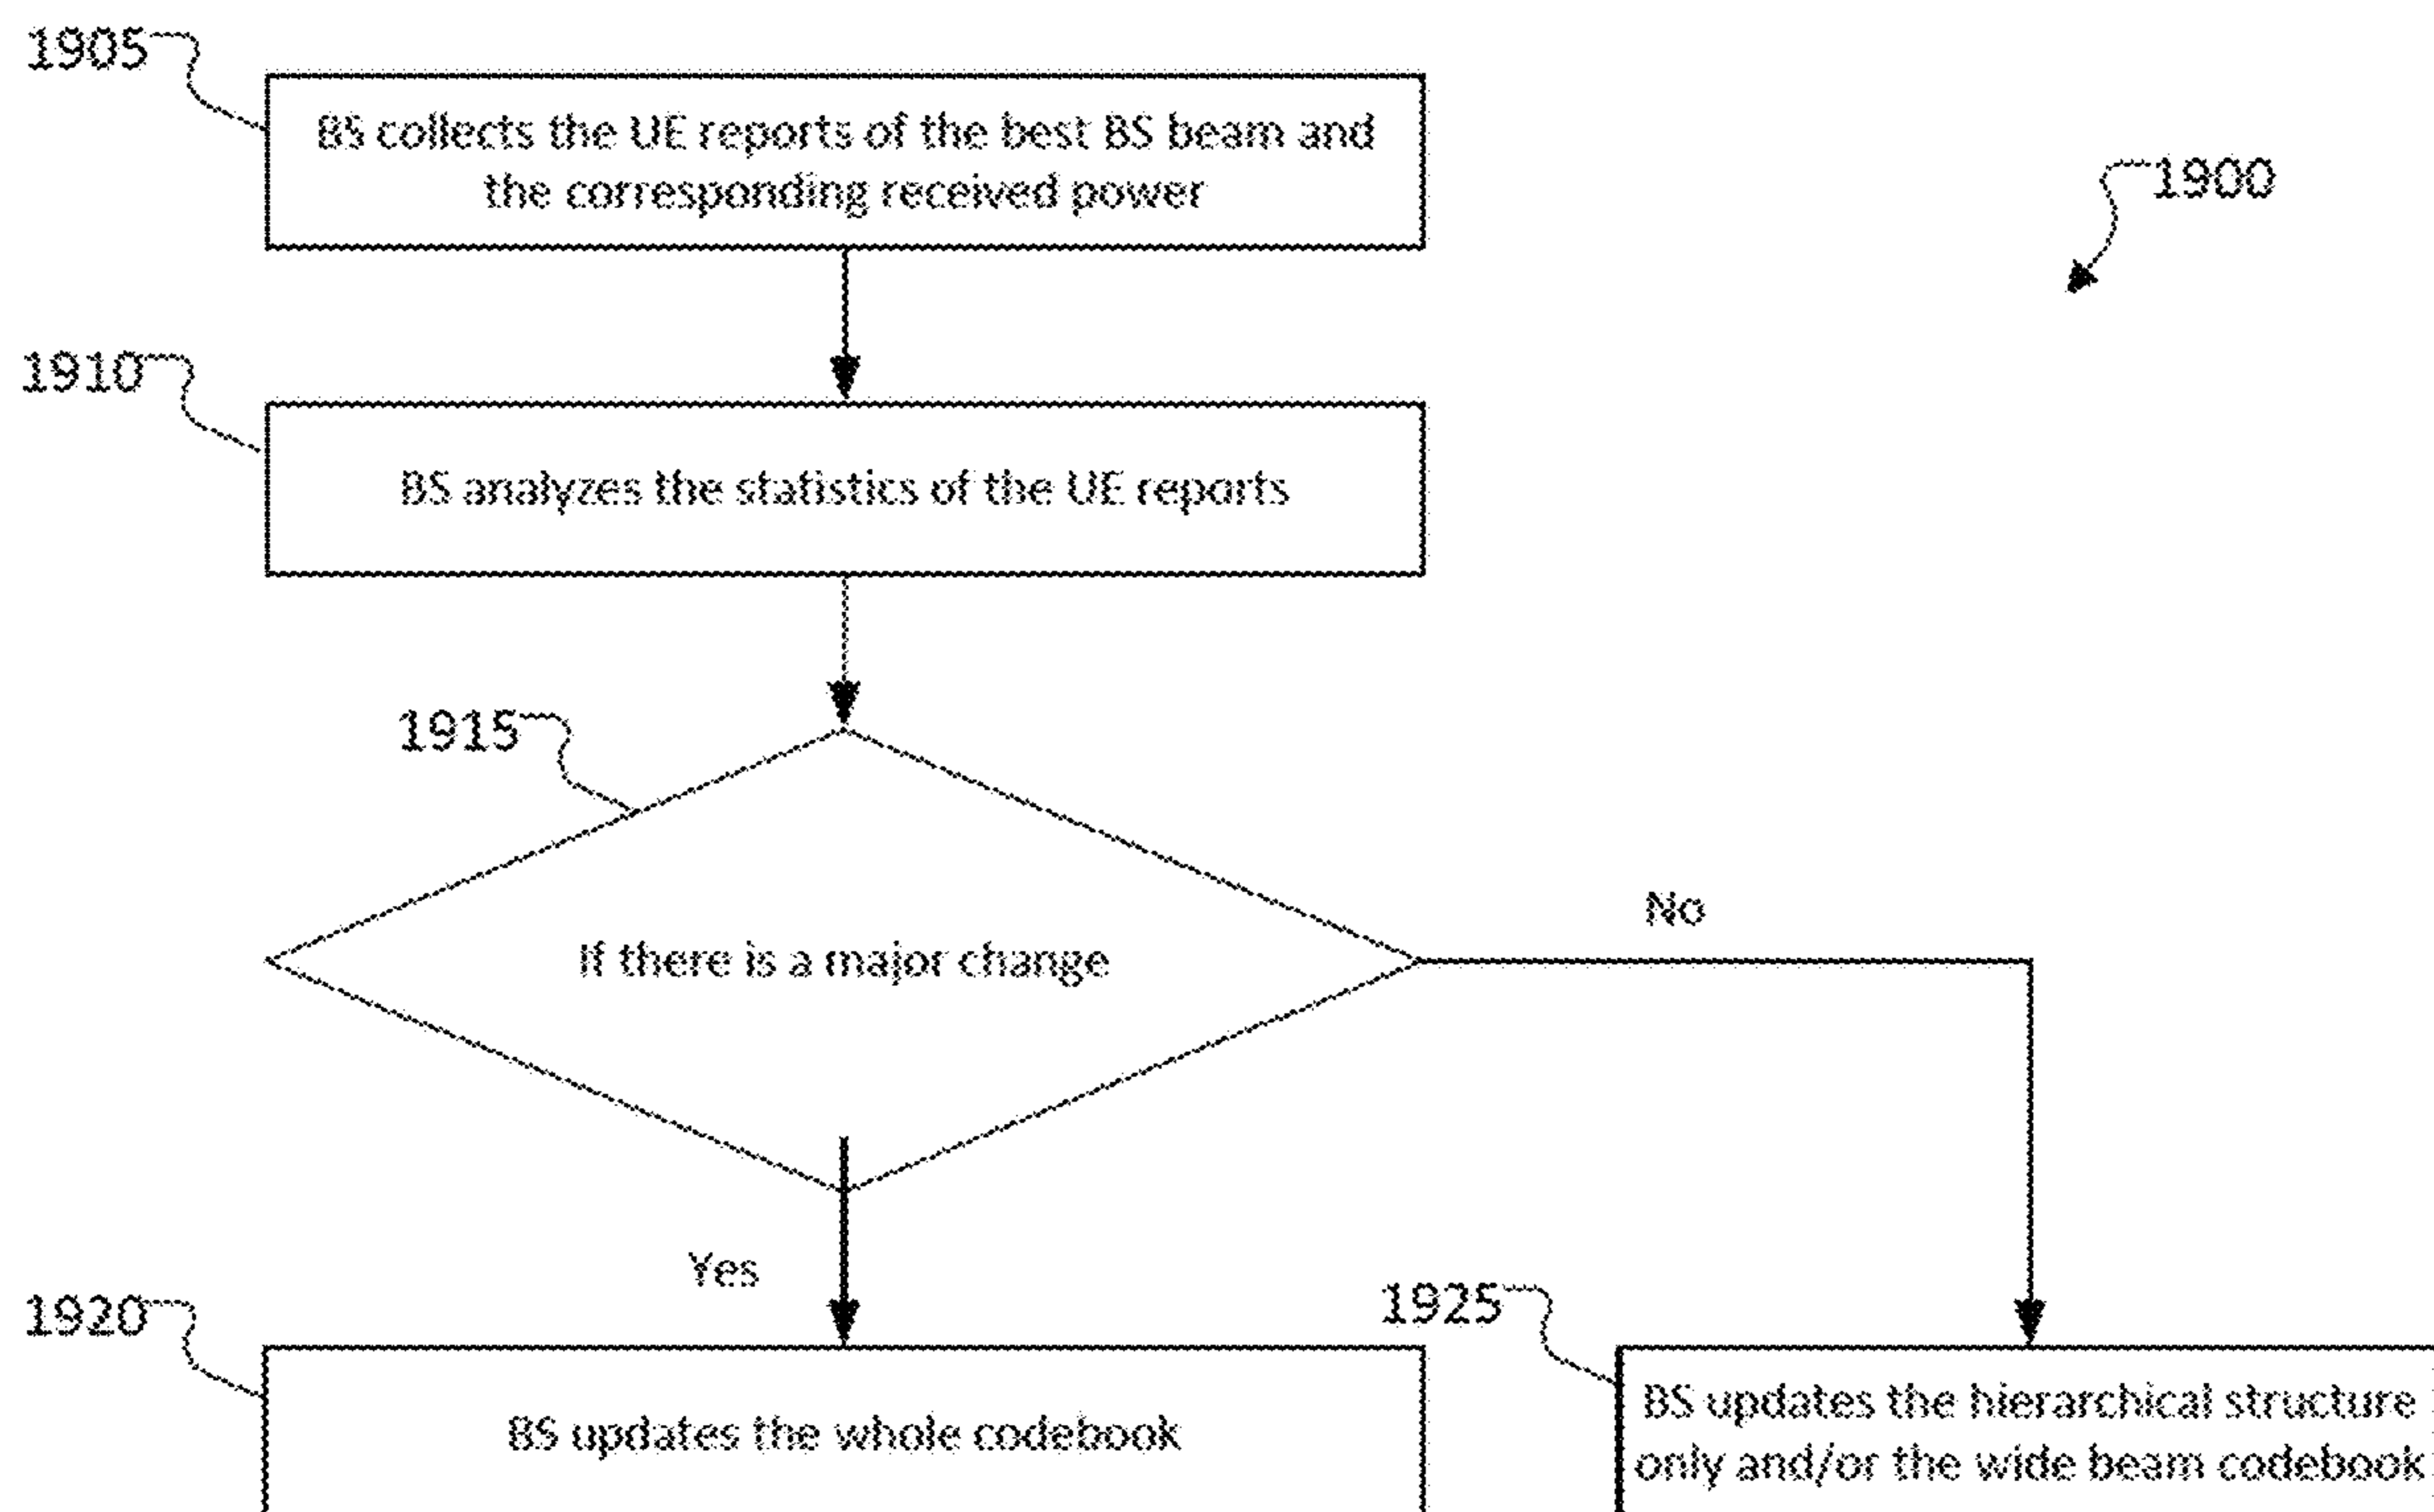 1905
BS collects the UE reports of the best BS beam and
the corresponding received power
1900
1910
BS analyzes the statistics of the UE reports
1915
If there is a major change
No
Yes
1920
BS updates the whole codebook
1925
BS updates the hierarchical structure
only and/or the wide beam codebook